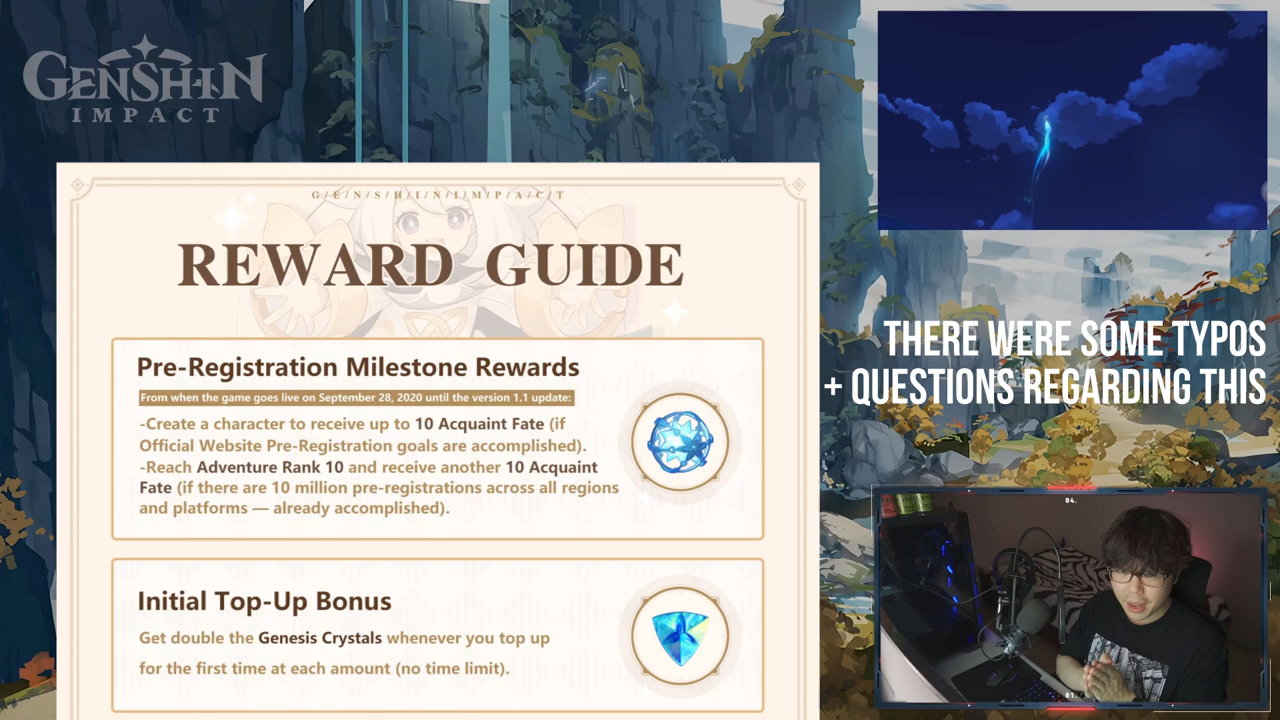 GENSHIN
IMPACT
G/E/N/S/H/I/N/I/M/P/A/C/T
REWARD GUIDE
Pre-Registration Milestone Rewards
From when the game goes live on September 28, 2020 until the version 1.1 update:
-Create a character to receive up to 10 Acquaint Fate (if
Official Website Pre-Registration goals are accomplished).
-Reach Adventure Rank 10 and receive another 10 Acquaint
Fate (if there are 10 million pre-registrations across all regions
and platforms — already accomplished).
Initial Top-Up Bonus
Get double the Genesis Crystals whenever you top up
for the first time at each amount (no time limit).
THERE WERE SOME TYPOS
+ QUESTIONS REGARDING THIS
04.
01.